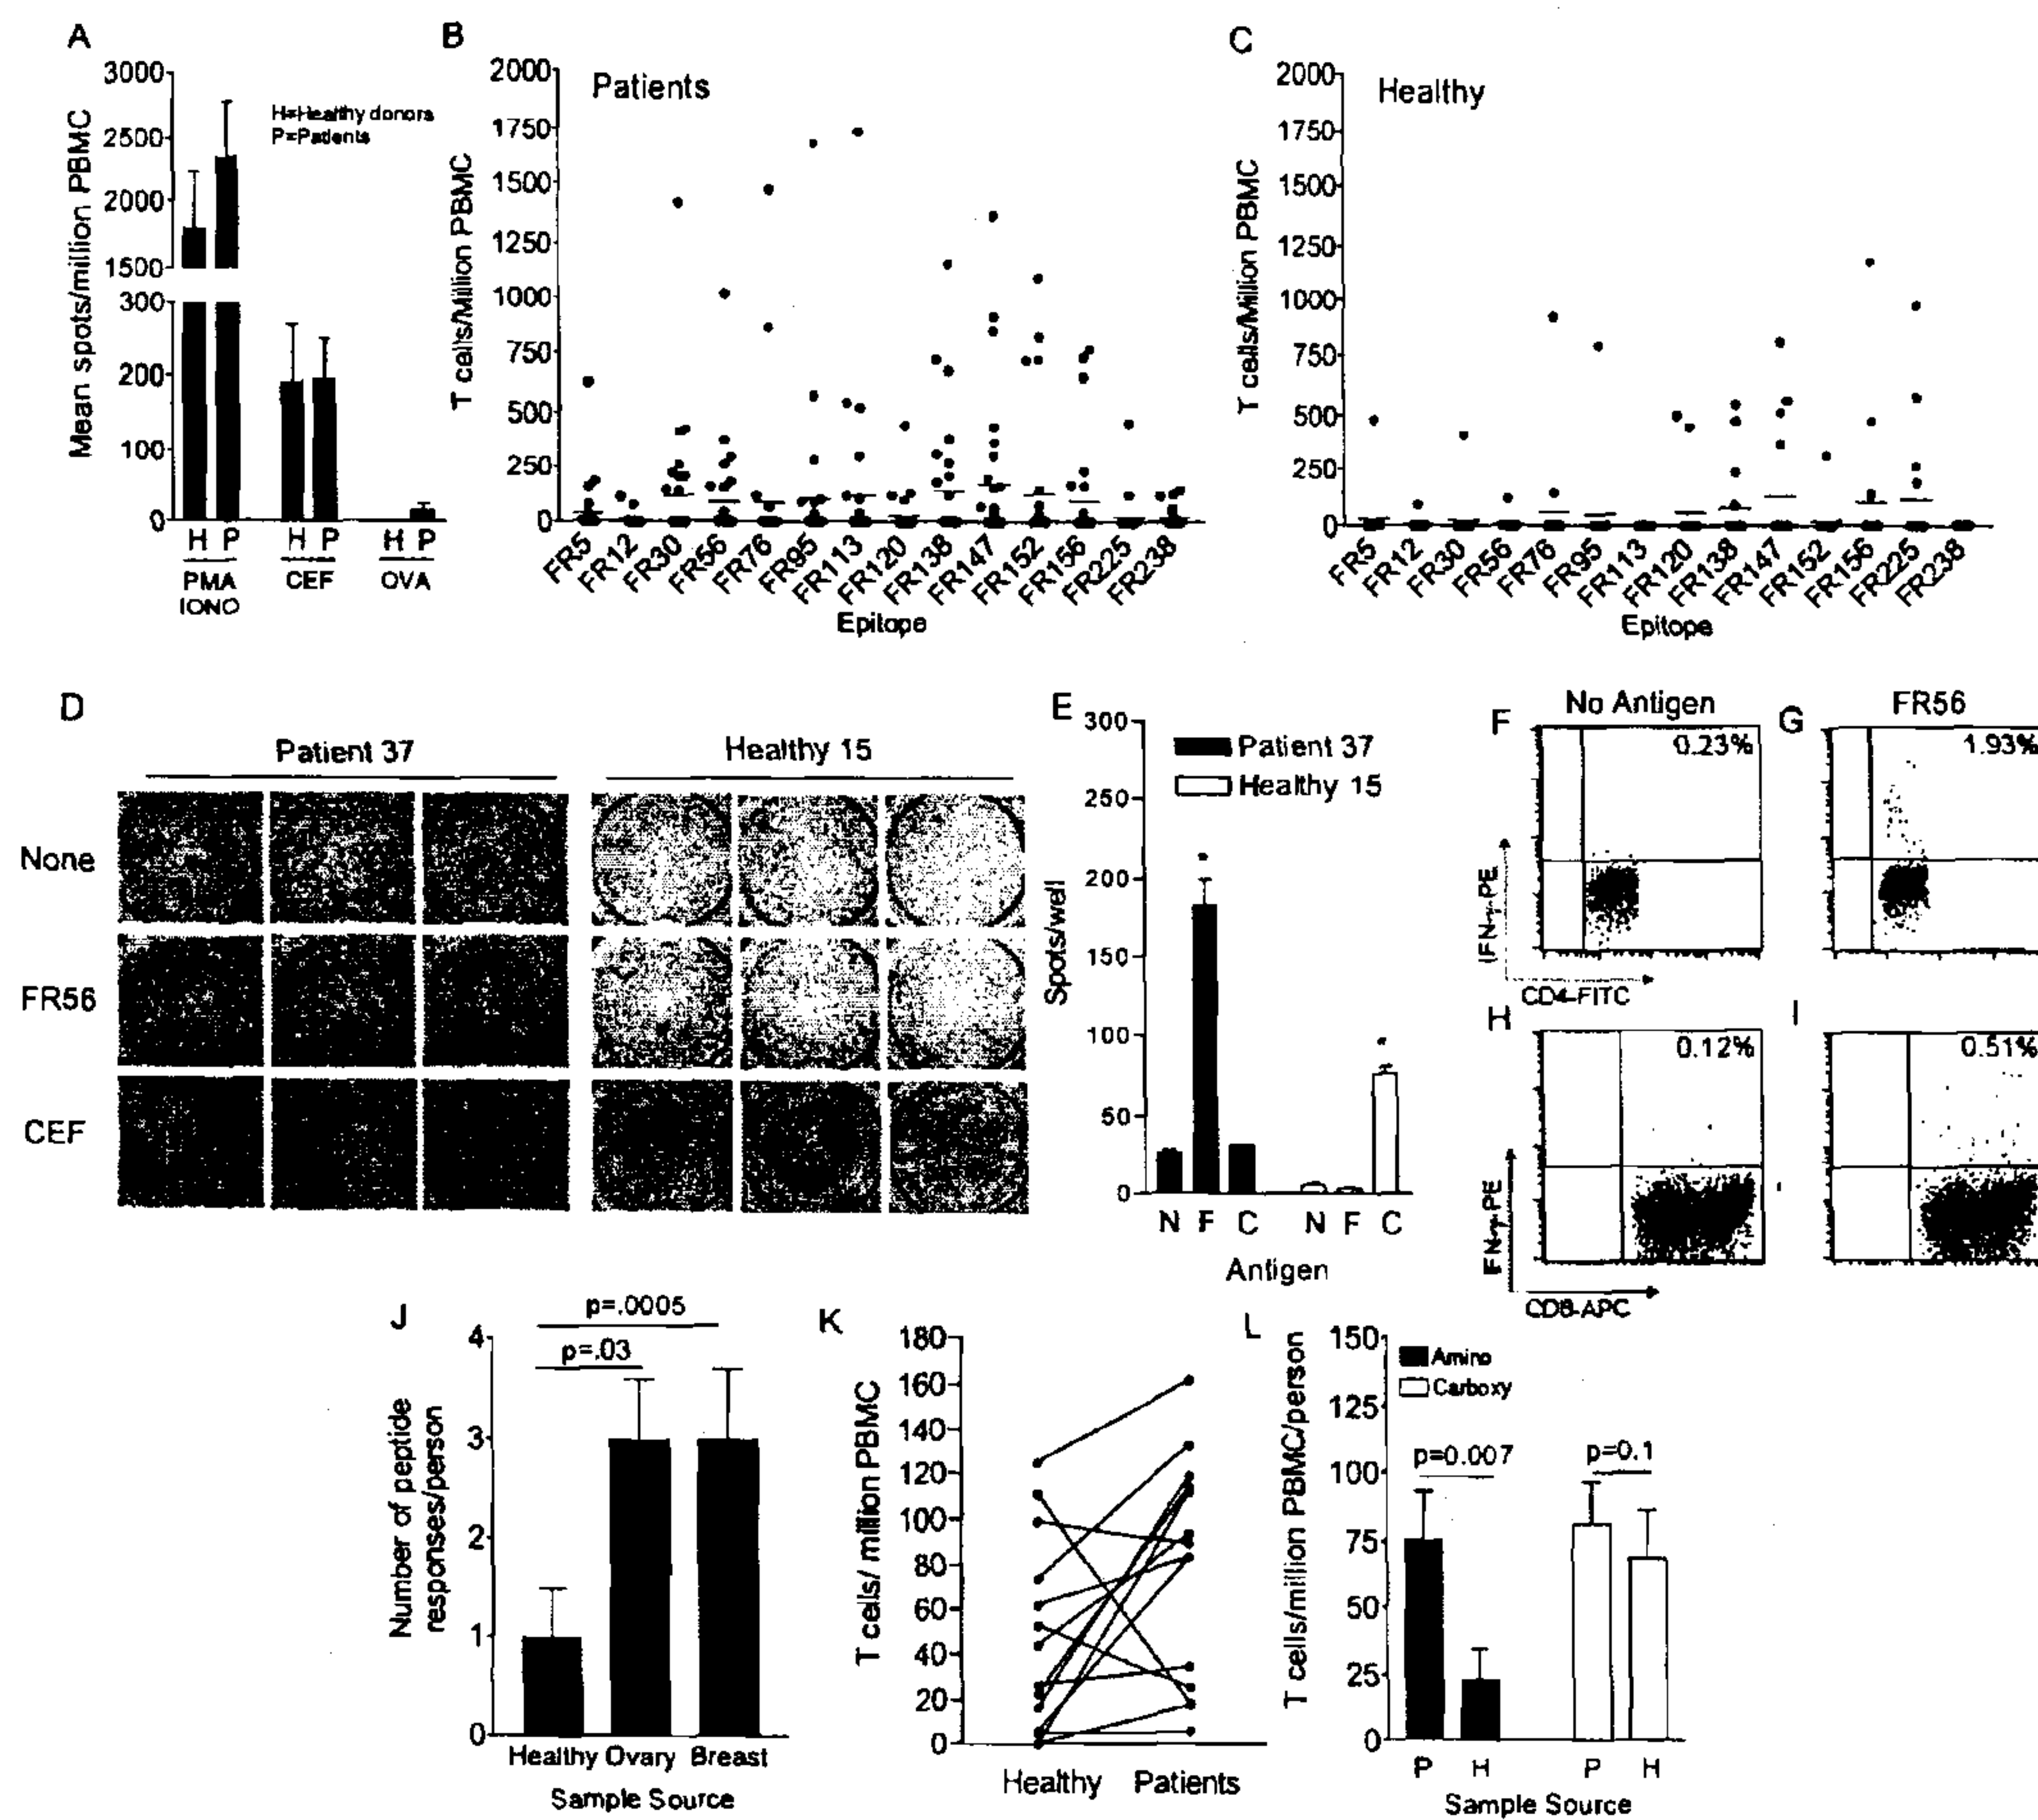 A
3000
2500
2000
1500
300
200
100
0
Mean spots/million PBMC
H=Healthy donors
P=Patients
H P
H P
H P
PMA
IONO
CEF
OVA
B
Patients
2000
1750
1500
1250
1000
750
500
250
0
T cells/Million PBMC
FR5
FR12
FR30
FR56
FR76
FR95
FR113
FR120
FR138
FR147
FR152
FR156
FR225
FR238
Epitope
C
Healthy
2000
1750
1500
1250
1000
750
500
250
0
T cells/Million PBMC
FR5
FR12
FR30
FR56
FR76
FR95
FR113
FR120
FR138
FR147
FR152
FR156
FR225
FR238
Epitope
D
Patient 37
Healthy 15
None
FR56
CEF
E
300
250
200
150
100
50
0
Spots/well
Patient 37
Healthy 15
*
*
N F C
N F C
Antigen
No Antigen
FR56
F
0.23%
G
1.93%
IFN-γ-PE
CD4-FITC
H
0.12%
I
0.51%
IFN-γ-PE
CD8-APC
J
p=.0005
p=.03
4
3
2
1
0
Number of peptide
responses/person
Healthy Ovary Breast
Sample Source
K
180
160
140
120
100
80
60
40
20
0
T cells/ million PBMC
Healthy Patients
L
150
125
100
75
50
25
0
T cells/million PBMC/person
Amino
Carboxy
p=0.007
p=0.1
P H
P H
Sample Source